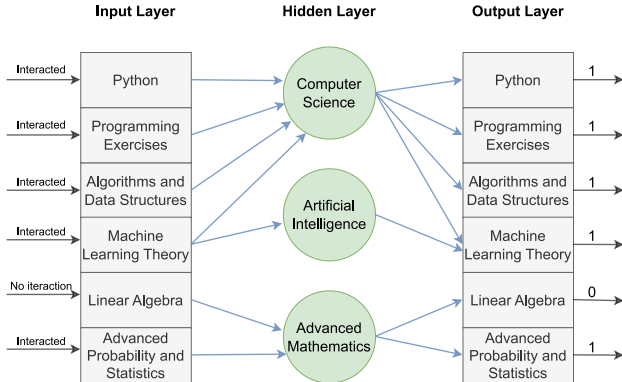 Input Layer
Hidden Layer
Output Layer
Interacted
Python
Computer
Science
Python
1
Interacted
Programming
Exercises
Programming
Exercises
1
Interacted
Algorithms and
Data Structures
Artificial
Intelligence
Algorithms and
Data Structures
1
Interacted
Machine
Learning Theory
Machine
Learning Theory
1
No iteraction
Linear Algebra
Advanced
Mathematics
Linear Algebra
0
Interacted
Advanced
Probability and
Statistics
Advanced
Probability and
Statistics
1